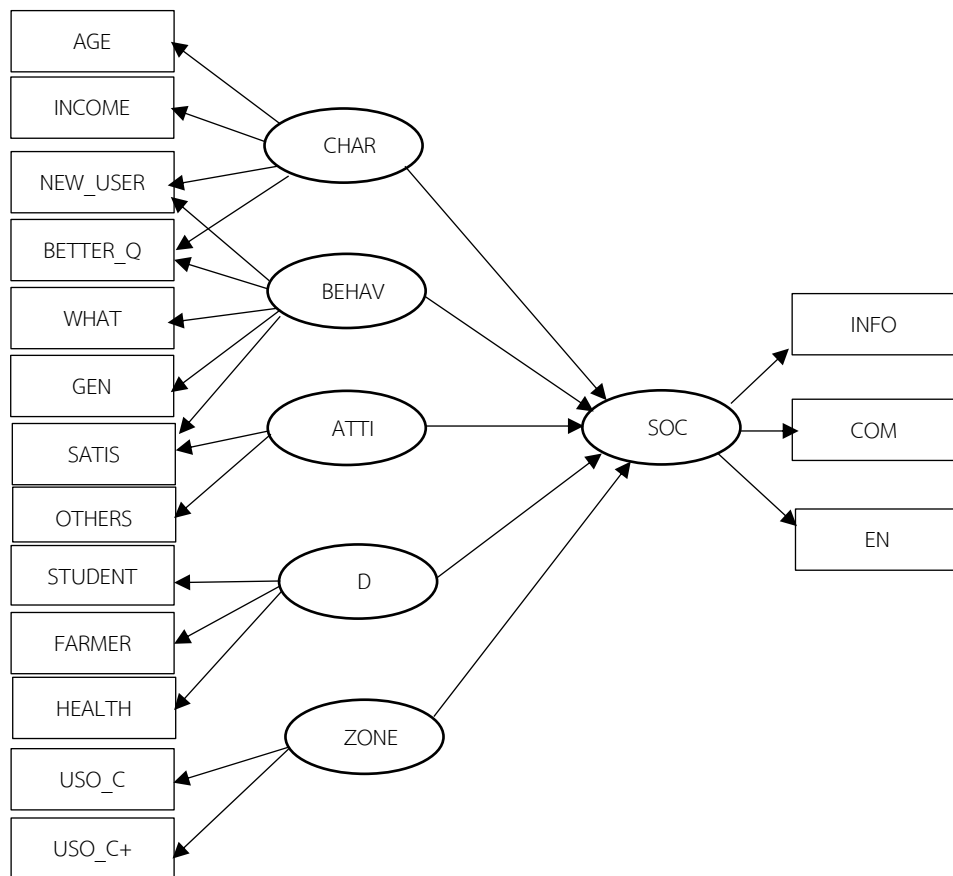 AGE
INCOME
NEW_USER
BETTER_Q
WHAT
GEN
SATIS
OTHERS
STUDENT
FARMER
HEALTH
USO_C
USO_C+
CHAR
BEHAV
ATTI
D
ZONE
SOC
INFO
COM
EN